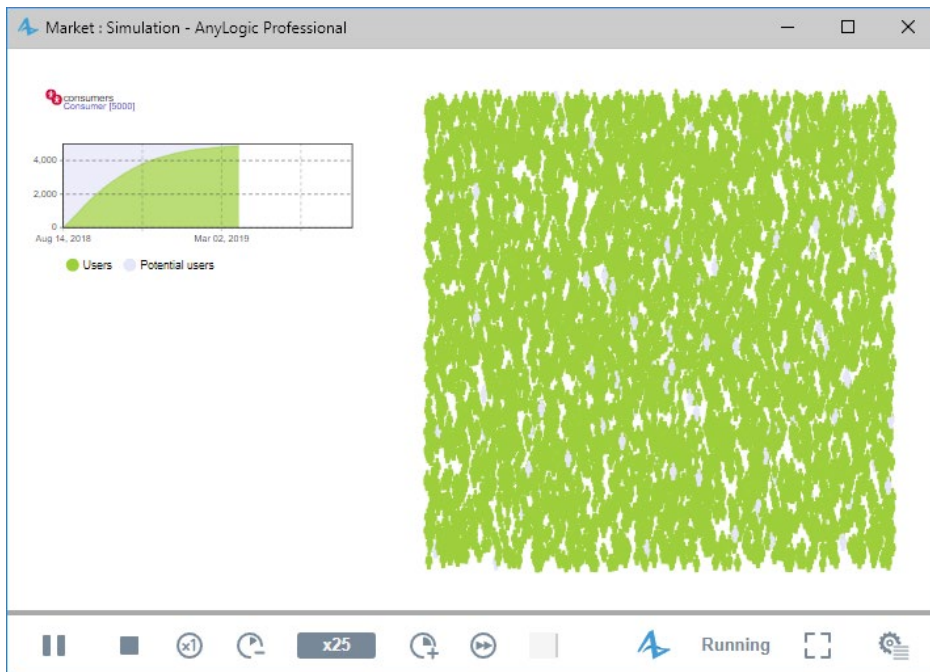 Market : Simulation - AnyLogic Professional
consumers
Consumer [5000]
4,000
2,000
0
Aug 14, 2018 Mar 02, 2019
Users Potential users
x1 x25 Running